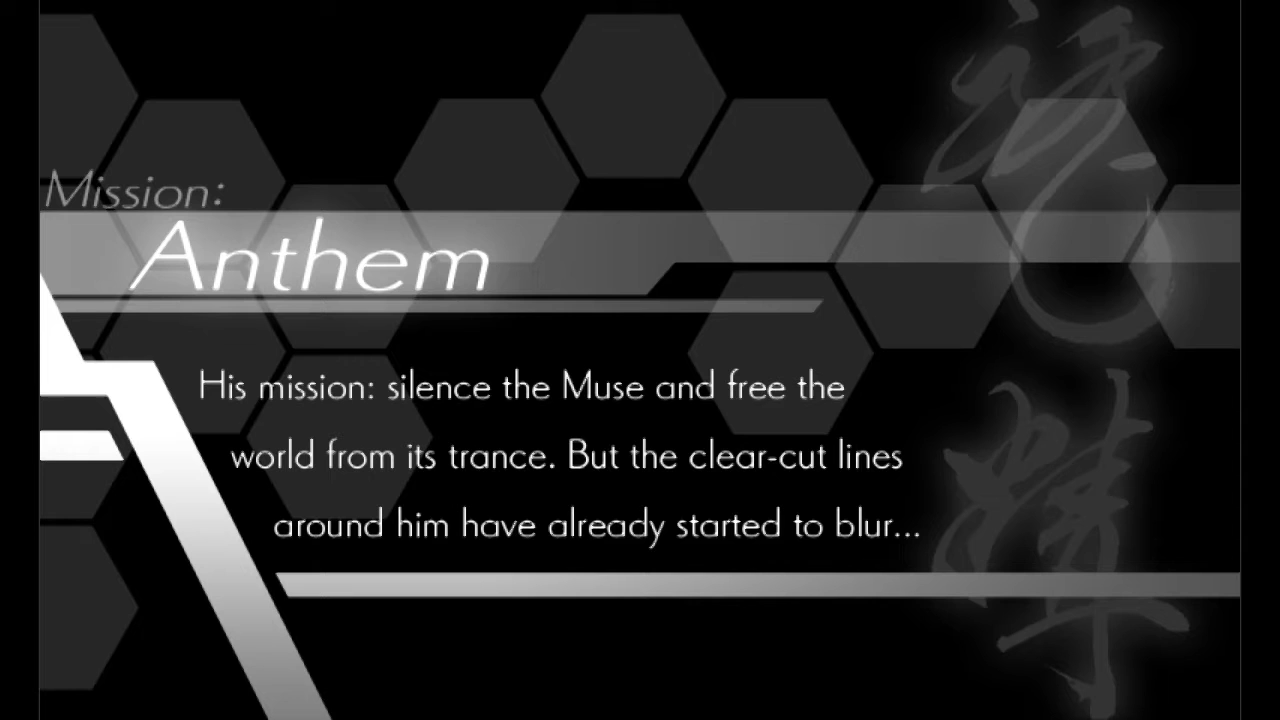 Mission:
Anthem
His mission: silence the Muse and free the
world from its trance. But the clear-cut lines
around him have already started to blur...